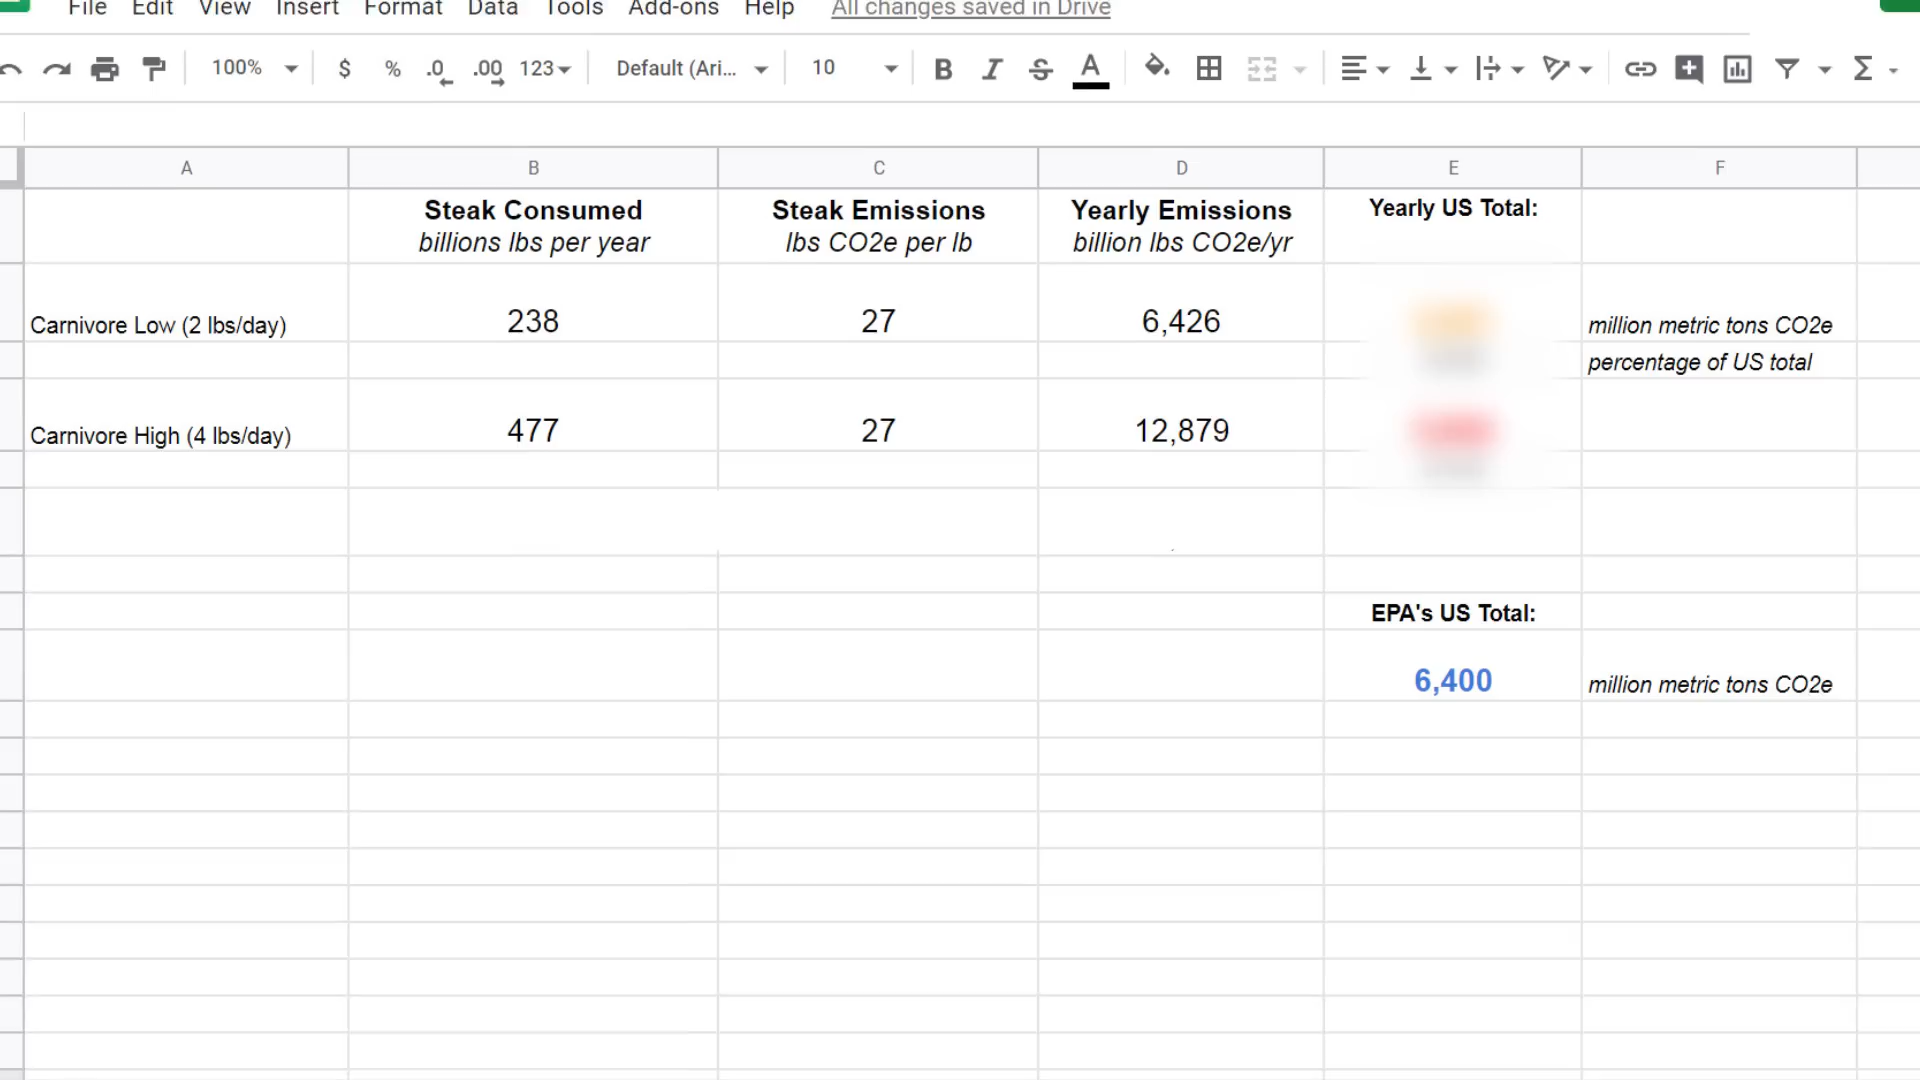 File Edit View Insert Format Data Tools Add-ons Help All changes saved in Drive
100% $ % .0 .00 123 Default (Ari... 10 B I S A Σ
A B C D E F
Steak Consumed Steak Emissions Yearly Emissions Yearly US Total:
billions lbs per year lbs CO2e per lb billion lbs CO2e/yr
Carnivore Low (2 lbs/day) 238 27 6,426 million metric tons CO2e
percentage of US total
Carnivore High (4 lbs/day) 477 27 12,879
EPA's US Total:
6,400 million metric tons CO2e